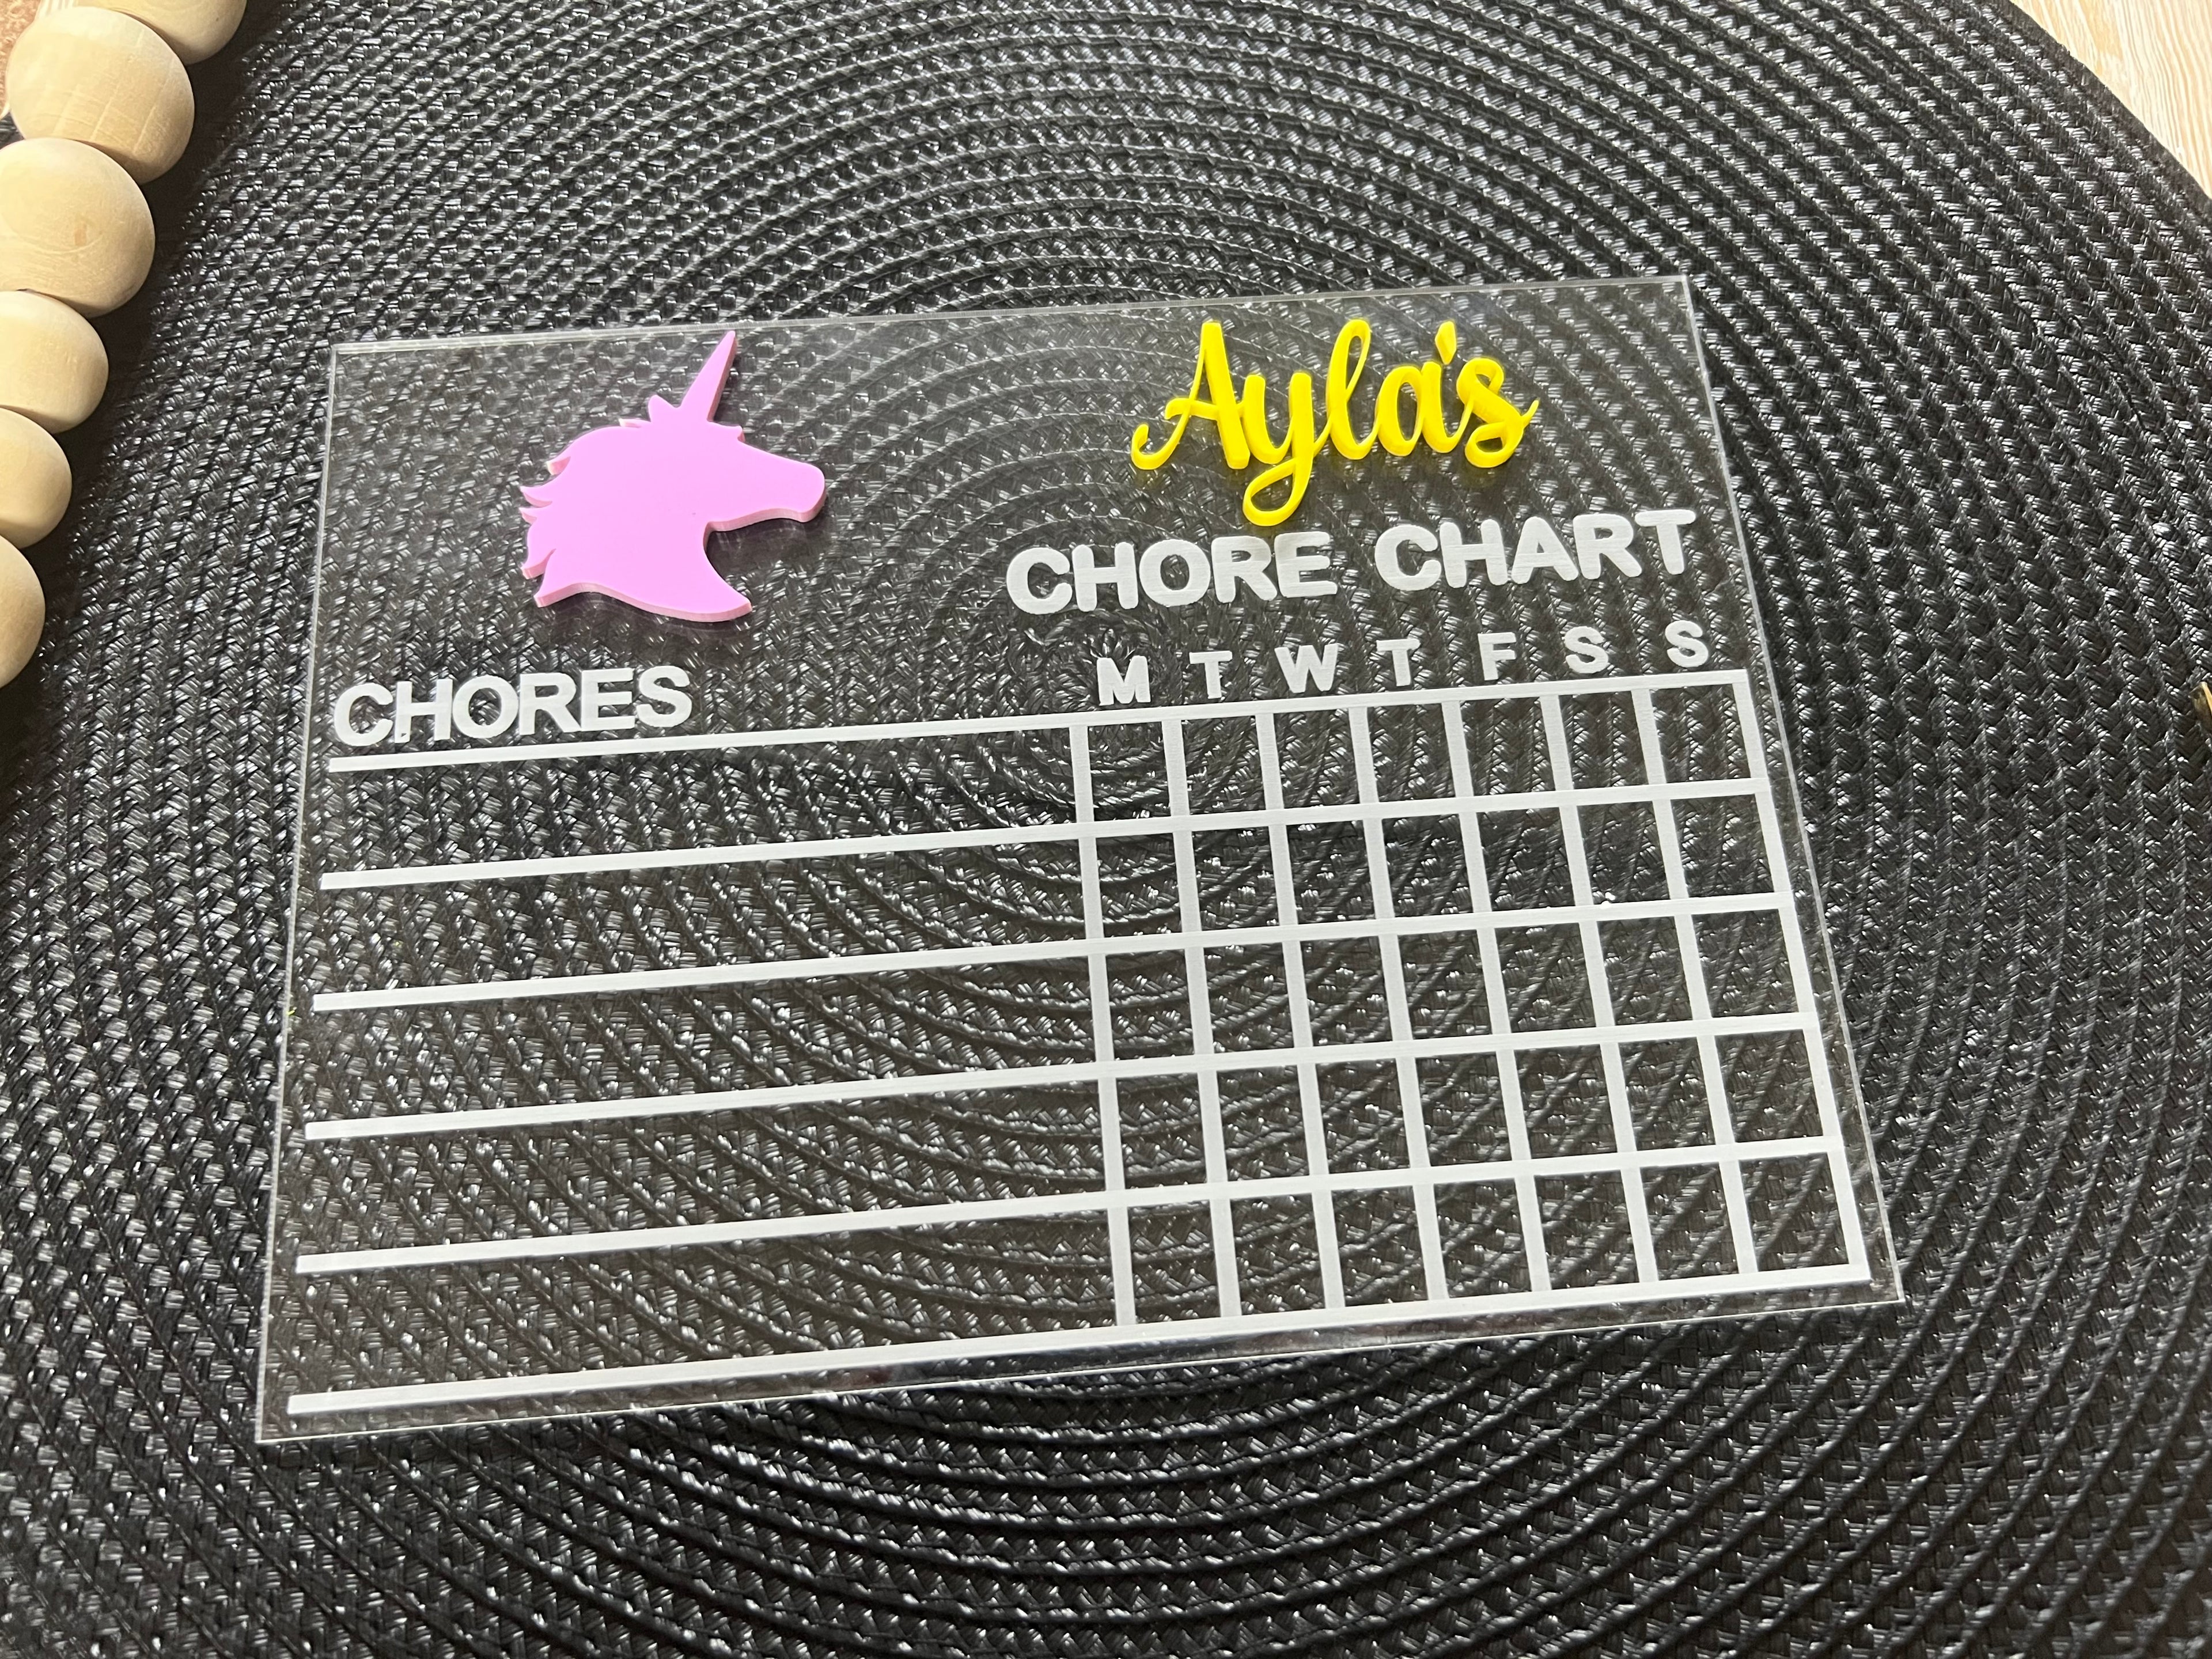 Ayla's
CHORE CHART
CHORES M T W T F S S